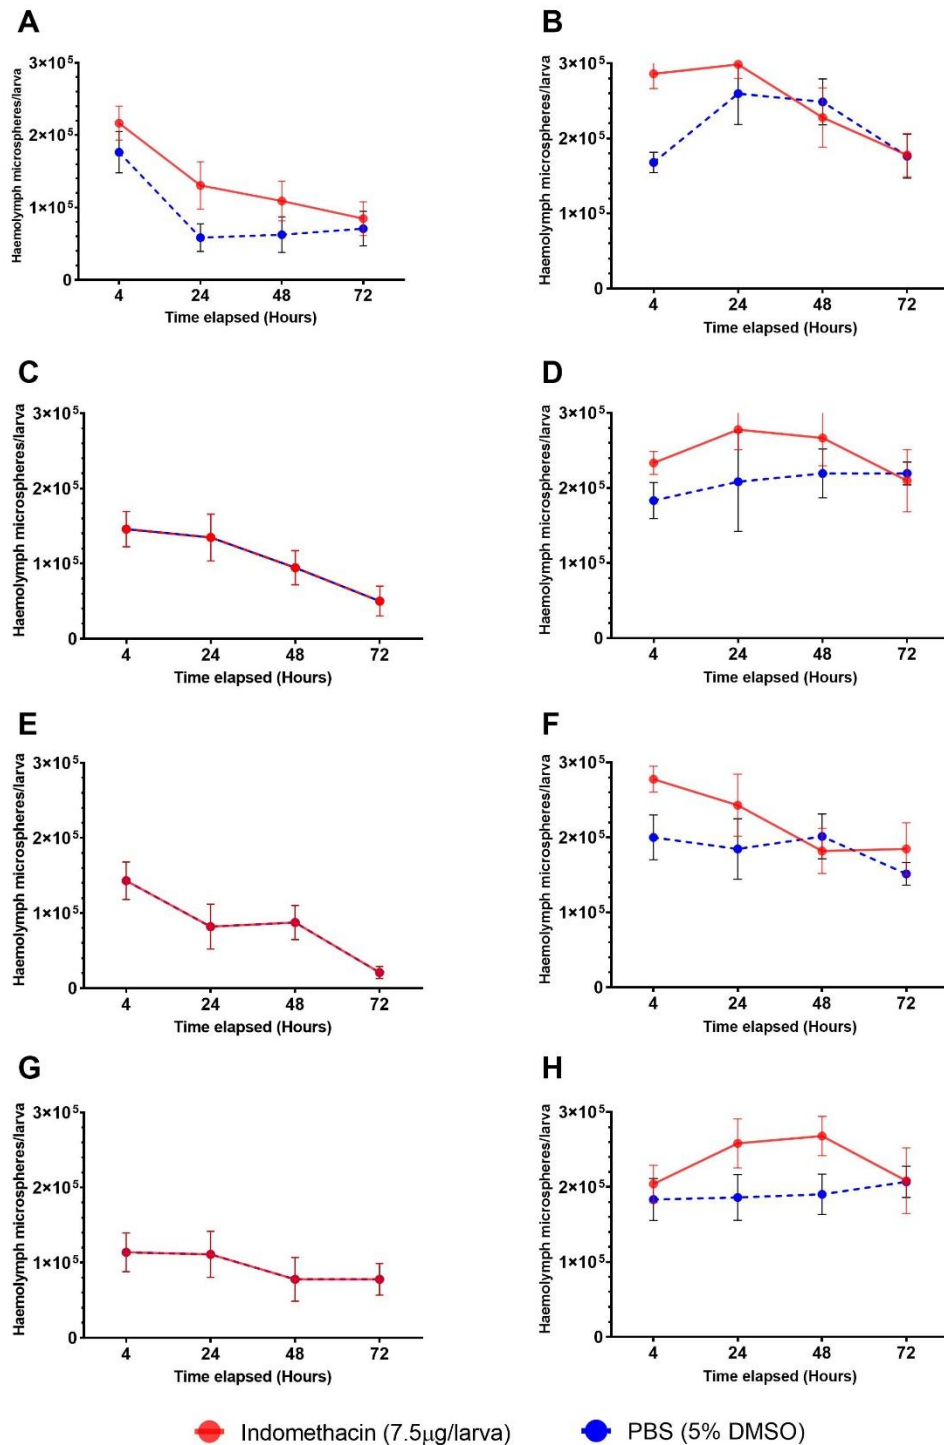 A
Haemolymph microspheres/larva
3×10⁵
2×10⁵
1×10⁵
0
4 24 48 72
Time elapsed (Hours)
B
Haemolymph microspheres/larva
3×10⁵
2×10⁵
1×10⁵
0
4 24 48 72
Time elapsed (Hours)
C
Haemolymph microspheres/larva
3×10⁵
2×10⁵
1×10⁵
0
4 24 48 72
Time elapsed (Hours)
D
Haemolymph microspheres/larva
3×10⁵
2×10⁵
1×10⁵
0
4 24 48 72
Time elapsed (Hours)
E
Haemolymph microspheres/larva
3×10⁵
2×10⁵
1×10⁵
0
4 24 48 72
Time elapsed (Hours)
F
Haemolymph microspheres/larva
3×10⁵
2×10⁵
1×10⁵
0
4 24 48 72
Time elapsed (Hours)
G
Haemolymph microspheres/larva
3×10⁵
2×10⁵
1×10⁵
0
4 24 48 72
Time elapsed (Hours)
H
Haemolymph microspheres/larva
3×10⁵
2×10⁵
1×10⁵
0
4 24 48 72
Time elapsed (Hours)
Indomethacin (7.5µg/larva)
PBS (5% DMSO)